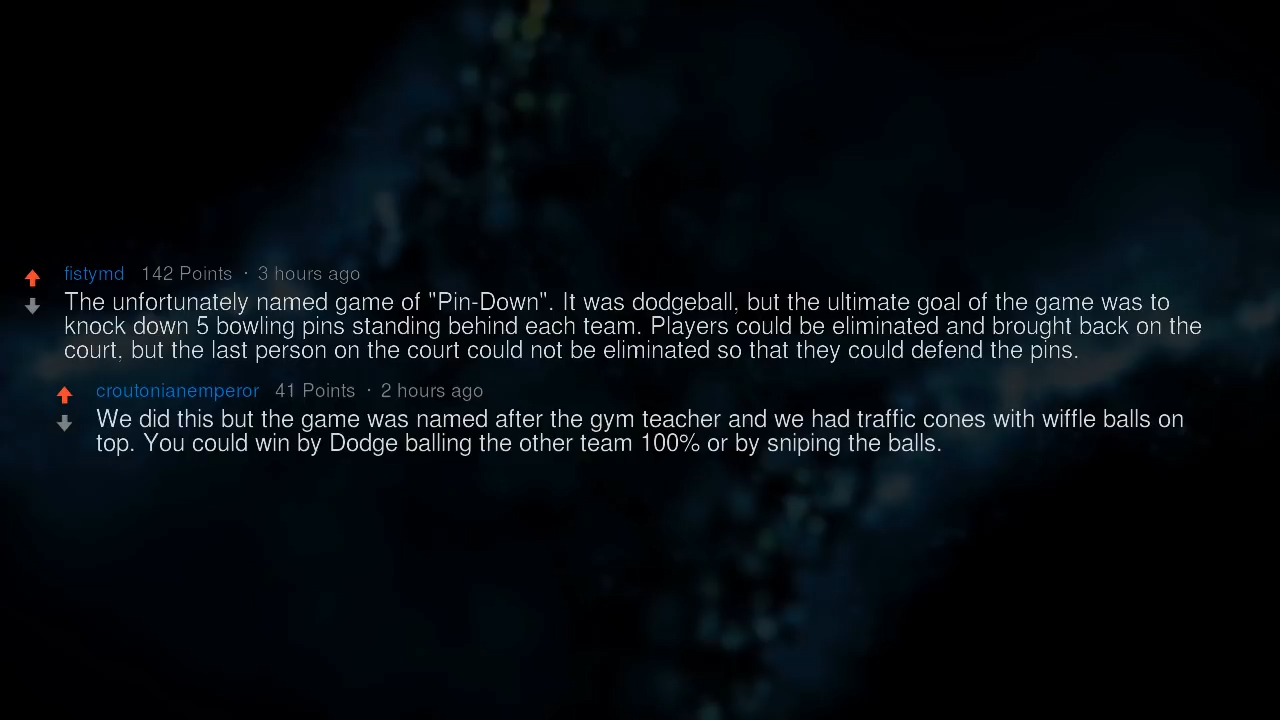 fistymd 142 Points · 3 hours ago
The unfortunately named game of "Pin-Down". It was dodgeball, but the ultimate goal of the game was to
knock down 5 bowling pins standing behind each team. Players could be eliminated and brought back on the
court, but the last person on the court could not be eliminated so that they could defend the pins.
croutonianemperor 41 Points · 2 hours ago
We did this but the game was named after the gym teacher and we had traffic cones with wiffle balls on
top. You could win by Dodge balling the other team 100% or by sniping the balls.